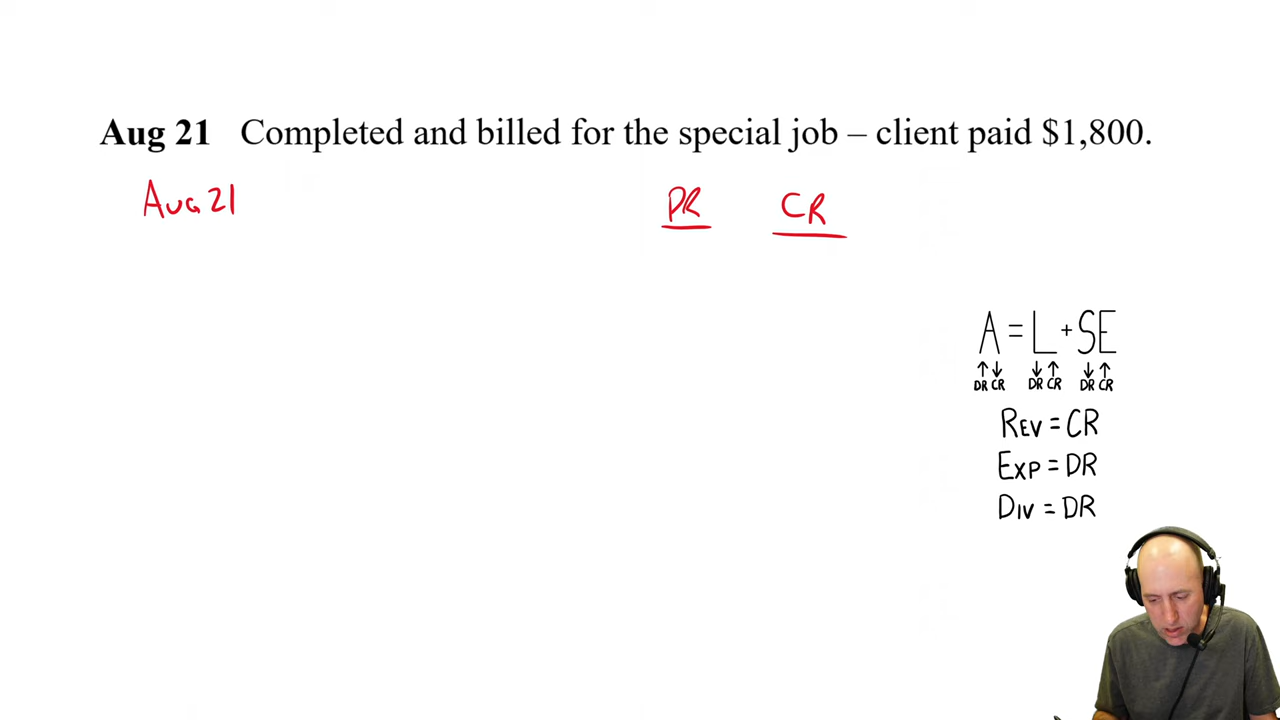 Aug 21 Completed and billed for the special job – client paid $1,800.
Aug 21 DR CR
A = L + SE
↑ ↓ ↓ ↑ ↓ ↑
DR CR DR CR DR CR
REV = CR
EXP = DR
DIV = DR